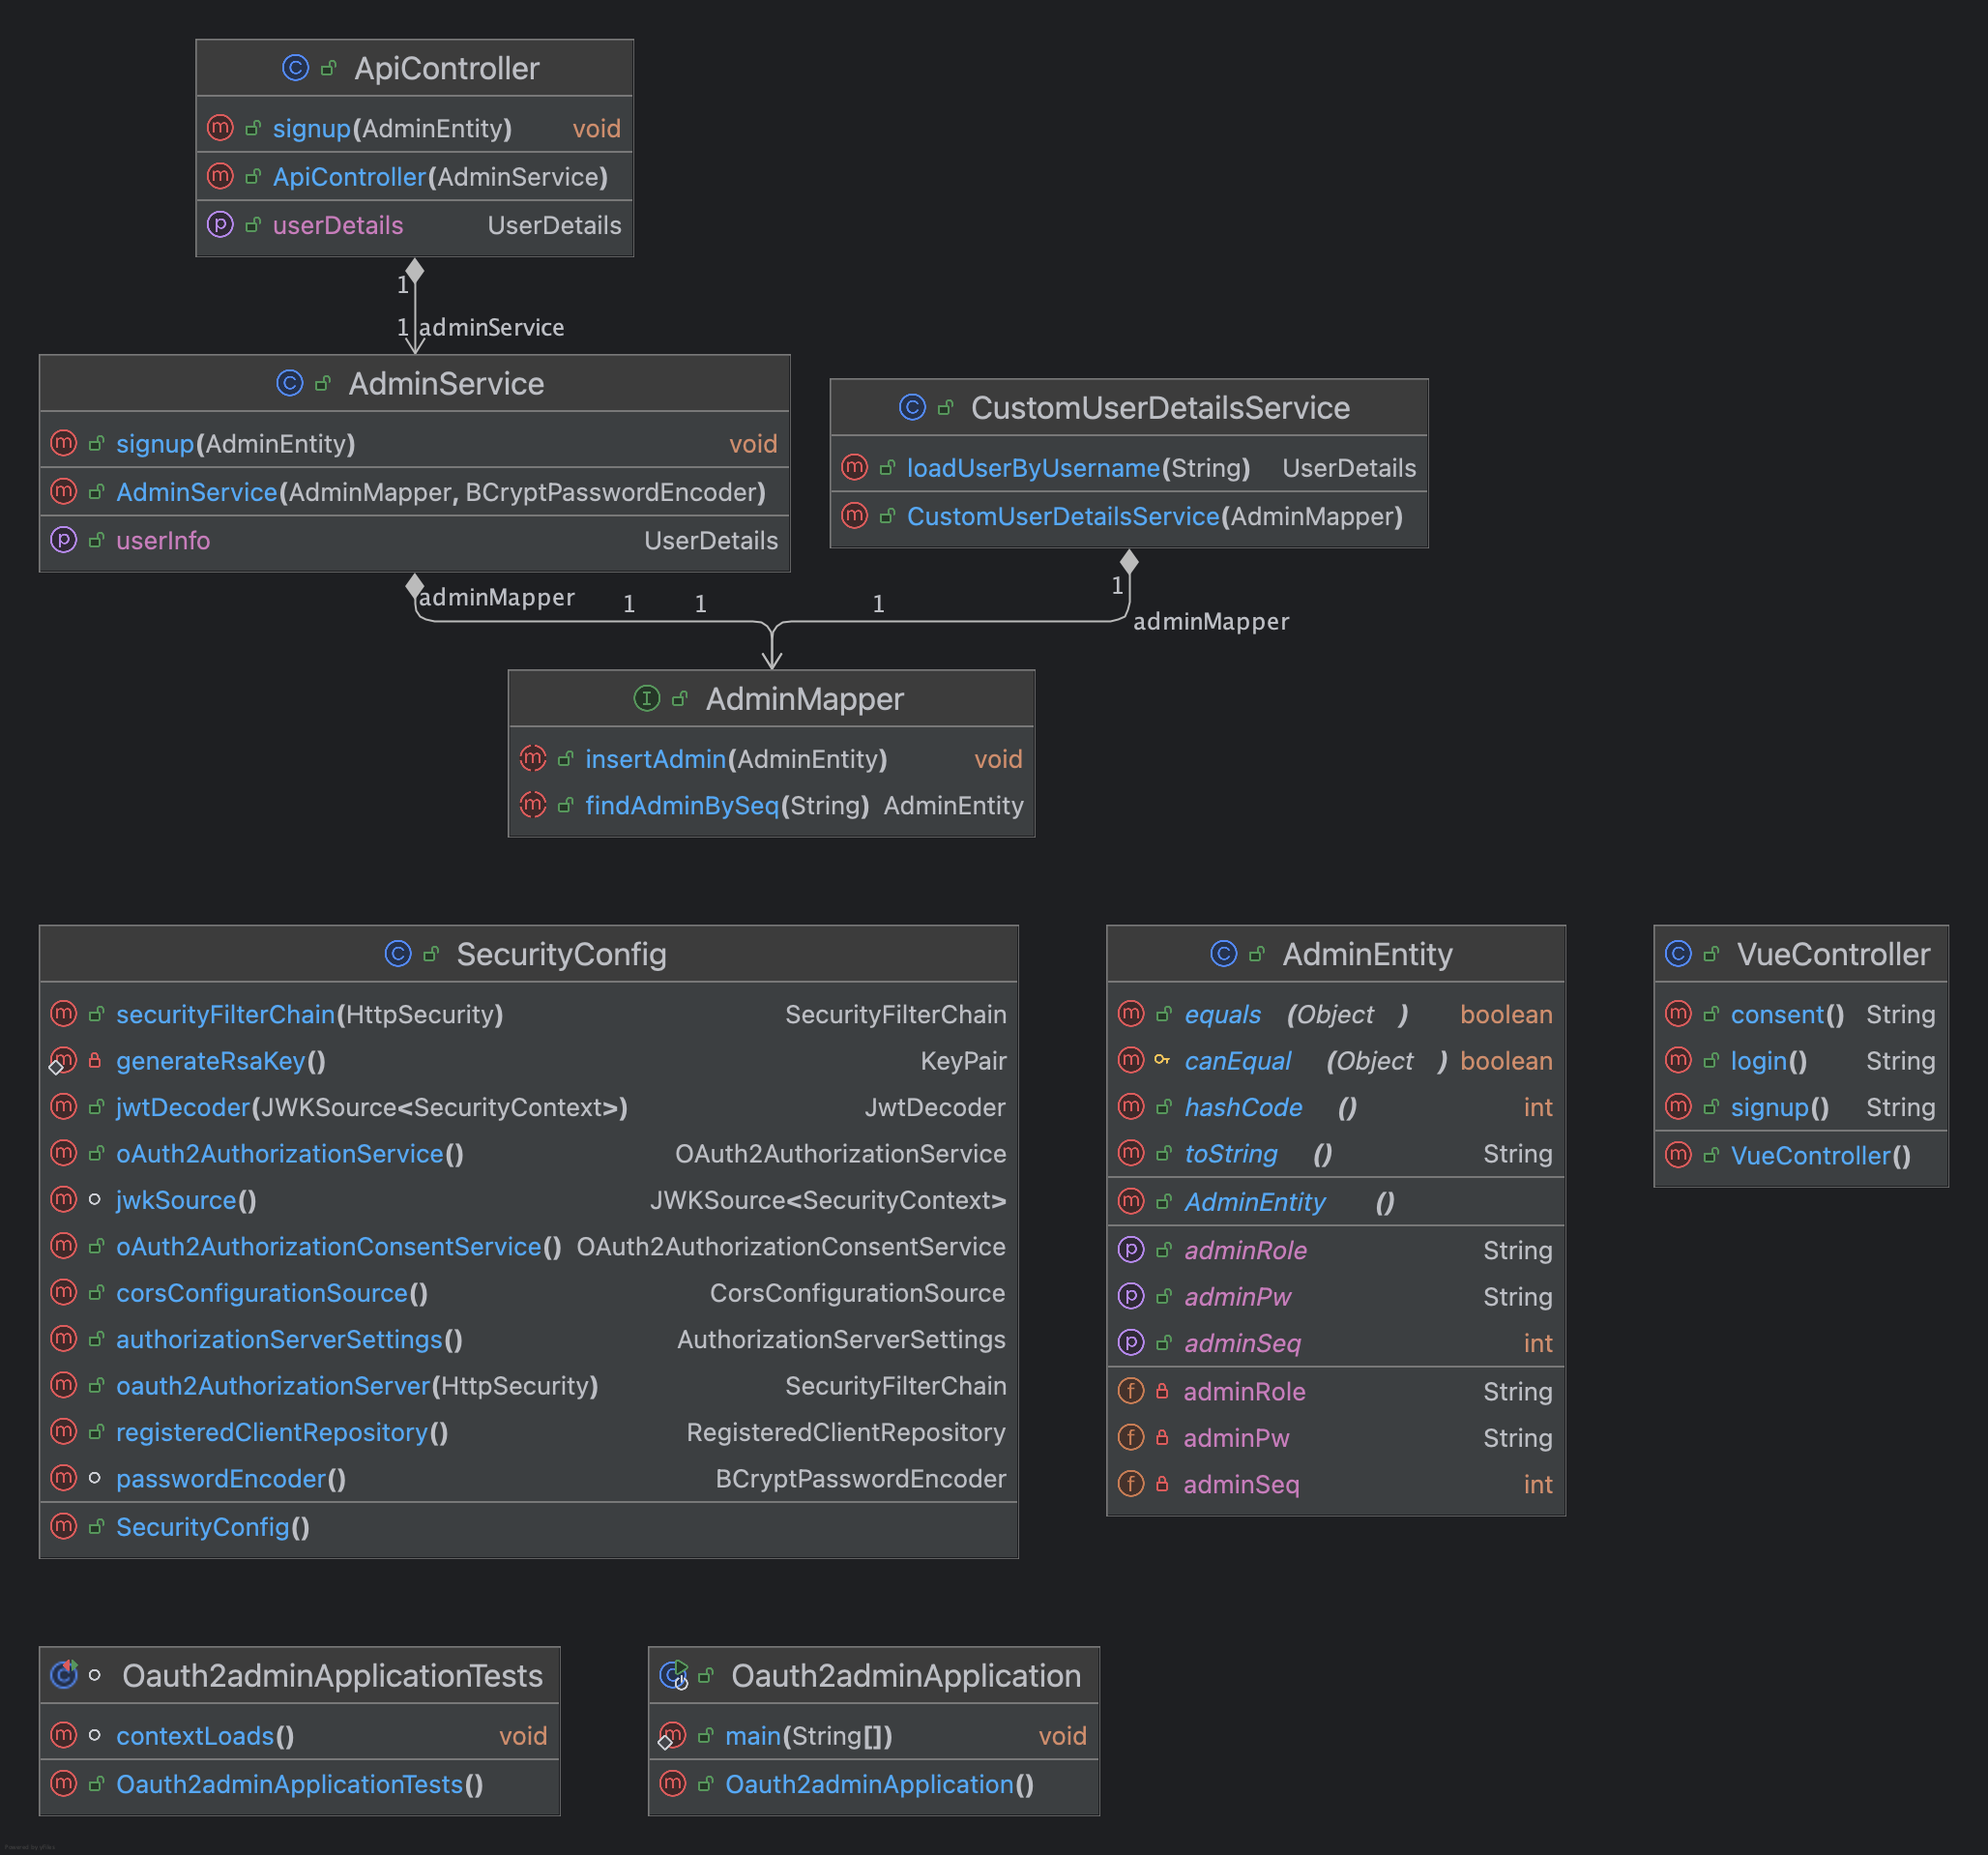 ApiController
signup(AdminEntity) void
ApiController(AdminService)
userDetails UserDetails
1
1 adminService
AdminService
signup(AdminEntity) void
AdminService(AdminMapper, BCryptPasswordEncoder)
userInfo UserDetails
CustomUserDetailsService
loadUserByUsername(String) UserDetails
CustomUserDetailsService(AdminMapper)
adminMapper 1 1 1 1
adminMapper
AdminMapper
insertAdmin(AdminEntity) void
findAdminBySeq(String) AdminEntity
SecurityConfig
securityFilterChain(HttpSecurity) SecurityFilterChain
generateRsaKey() KeyPair
jwtDecoder(JWKSource<SecurityContext>) JwtDecoder
oAuth2AuthorizationService() OAuth2AuthorizationService
jwkSource() JWKSource<SecurityContext>
oAuth2AuthorizationConsentService() OAuth2AuthorizationConsentService
corsConfigurationSource() CorsConfigurationSource
authorizationServerSettings() AuthorizationServerSettings
oauth2AuthorizationServer(HttpSecurity) SecurityFilterChain
registeredClientRepository() RegisteredClientRepository
passwordEncoder() BCryptPasswordEncoder
SecurityConfig()
AdminEntity
equals (Object ) boolean
canEqual (Object ) boolean
hashCode () int
toString () String
AdminEntity ()
adminRole String
adminPw String
adminSeq int
adminRole String
adminPw String
adminSeq int
VueController
consent() String
login() String
signup() String
VueController()
Oauth2adminApplicationTests
contextLoads() void
Oauth2adminApplicationTests()
Oauth2adminApplication
main(String[]) void
Oauth2adminApplication()